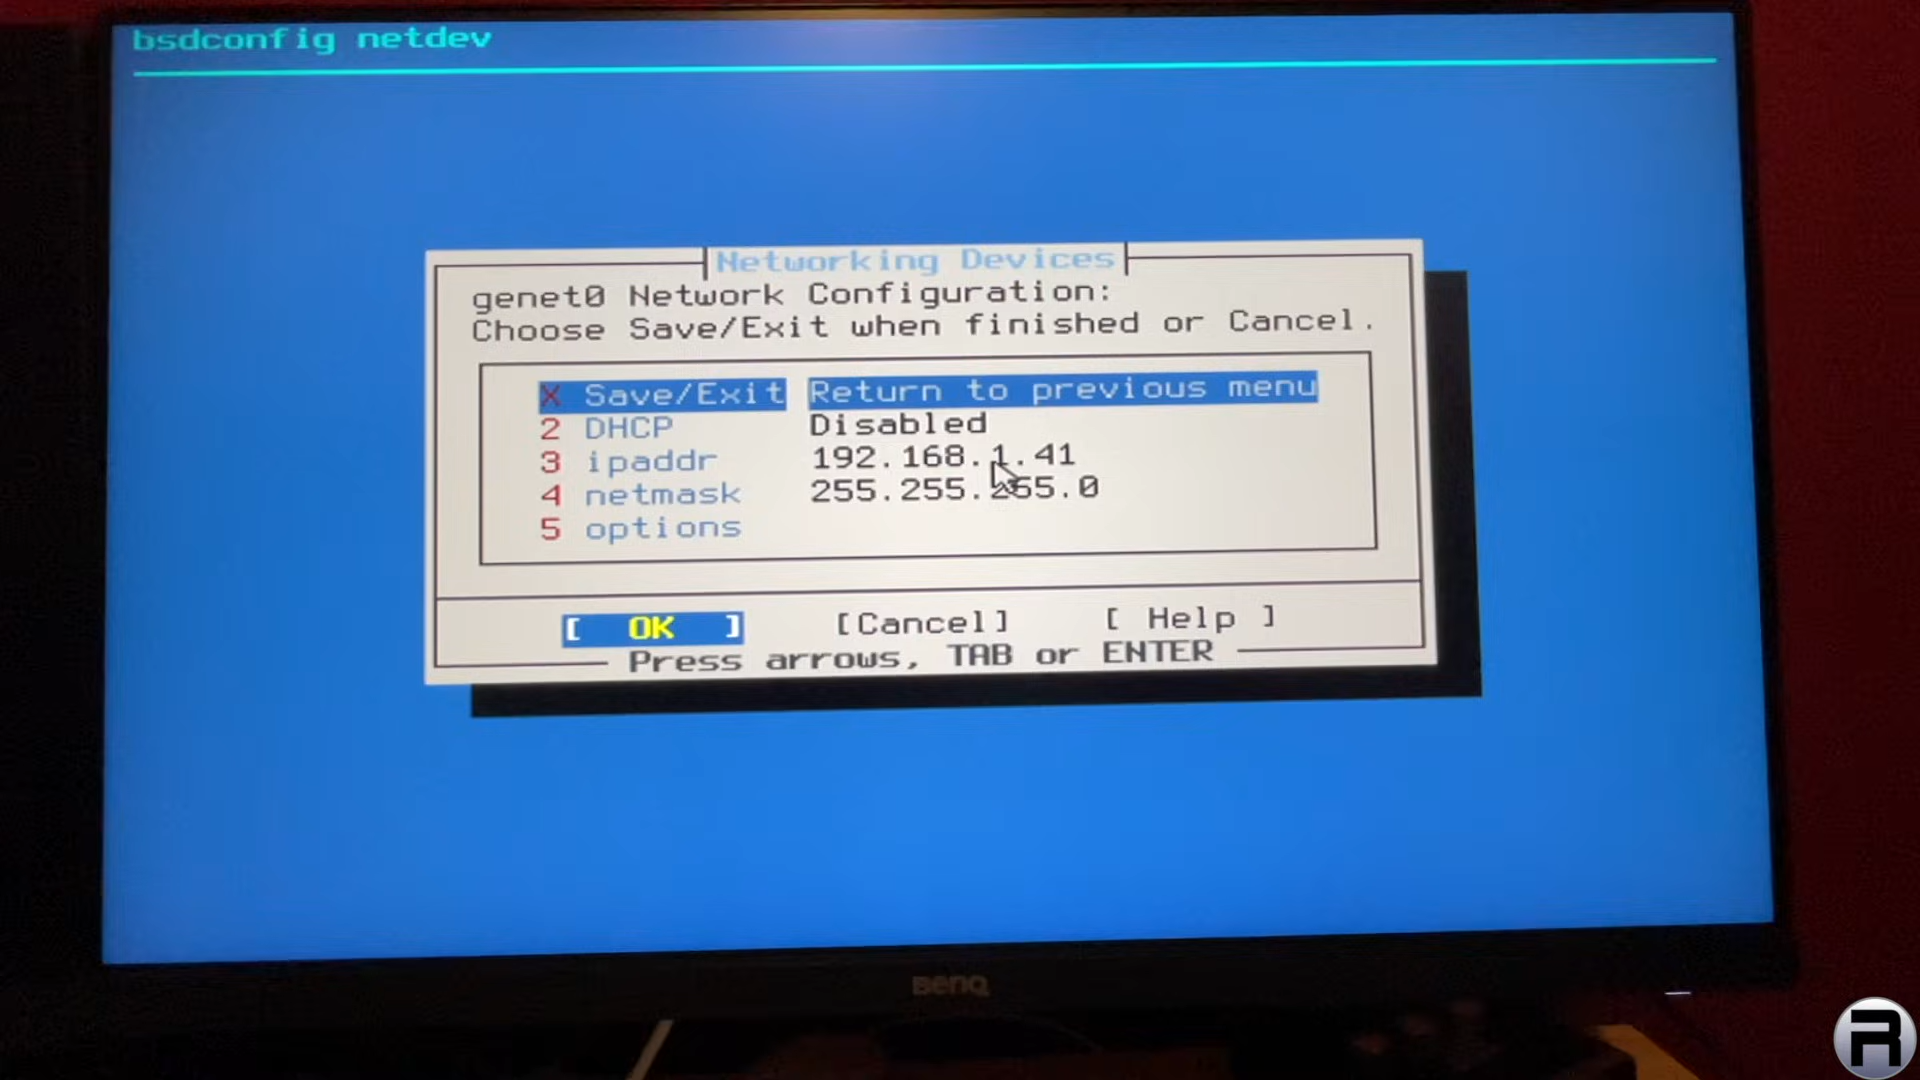 bsdconfig netdev
Networking Devices
genet0 Network Configuration:
Choose Save/Exit when finished or Cancel.
X Save/Exit Return to previous menu
2 DHCP Disabled
3 ipaddr 192.168.1.41
4 netmask 255.255.255.0
5 options
[ OK ] [Cancel] [ Help ]
Press arrows, TAB or ENTER
BenQ
R